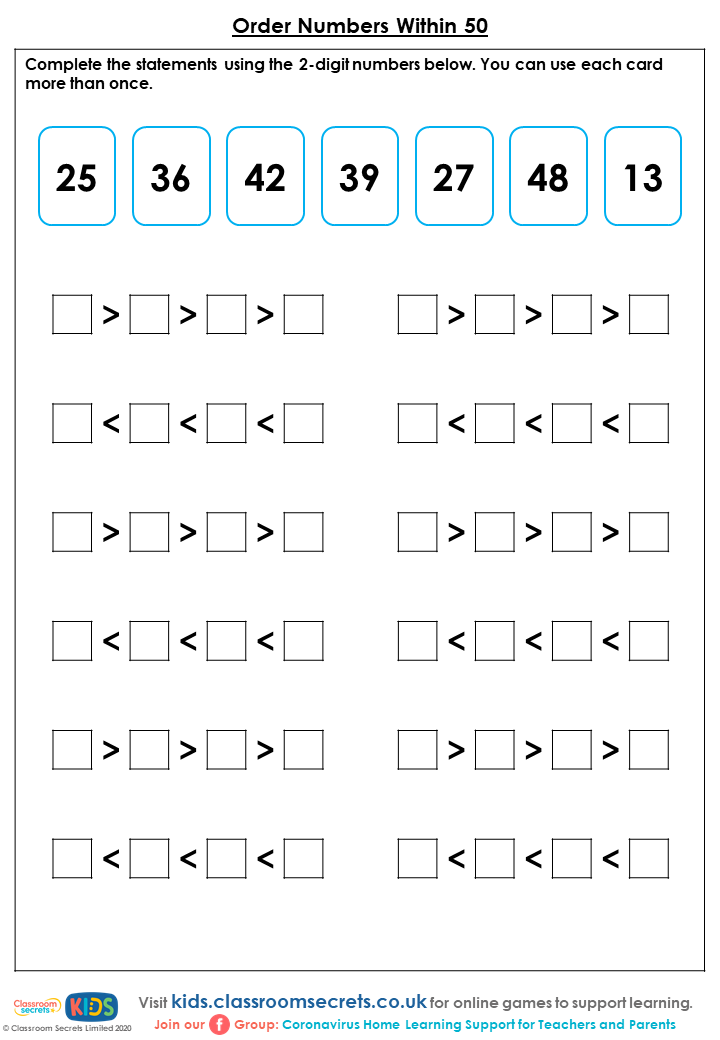 Order Numbers Within 50
Complete the statements using the 2-digit numbers below. You can use each card
more than once.
25 36 42 39 27 48 13
> > > > > >
< < < < < <
> > > > > >
< < < < < <
> > > > > >
< < < < < <
Classroom Secrets KIDS
© Classroom Secrets Limited 2020
Visit kids.classroomsecrets.co.uk for online games to support learning.
Join our f Group: Coronavirus Home Learning Support for Teachers and Parents